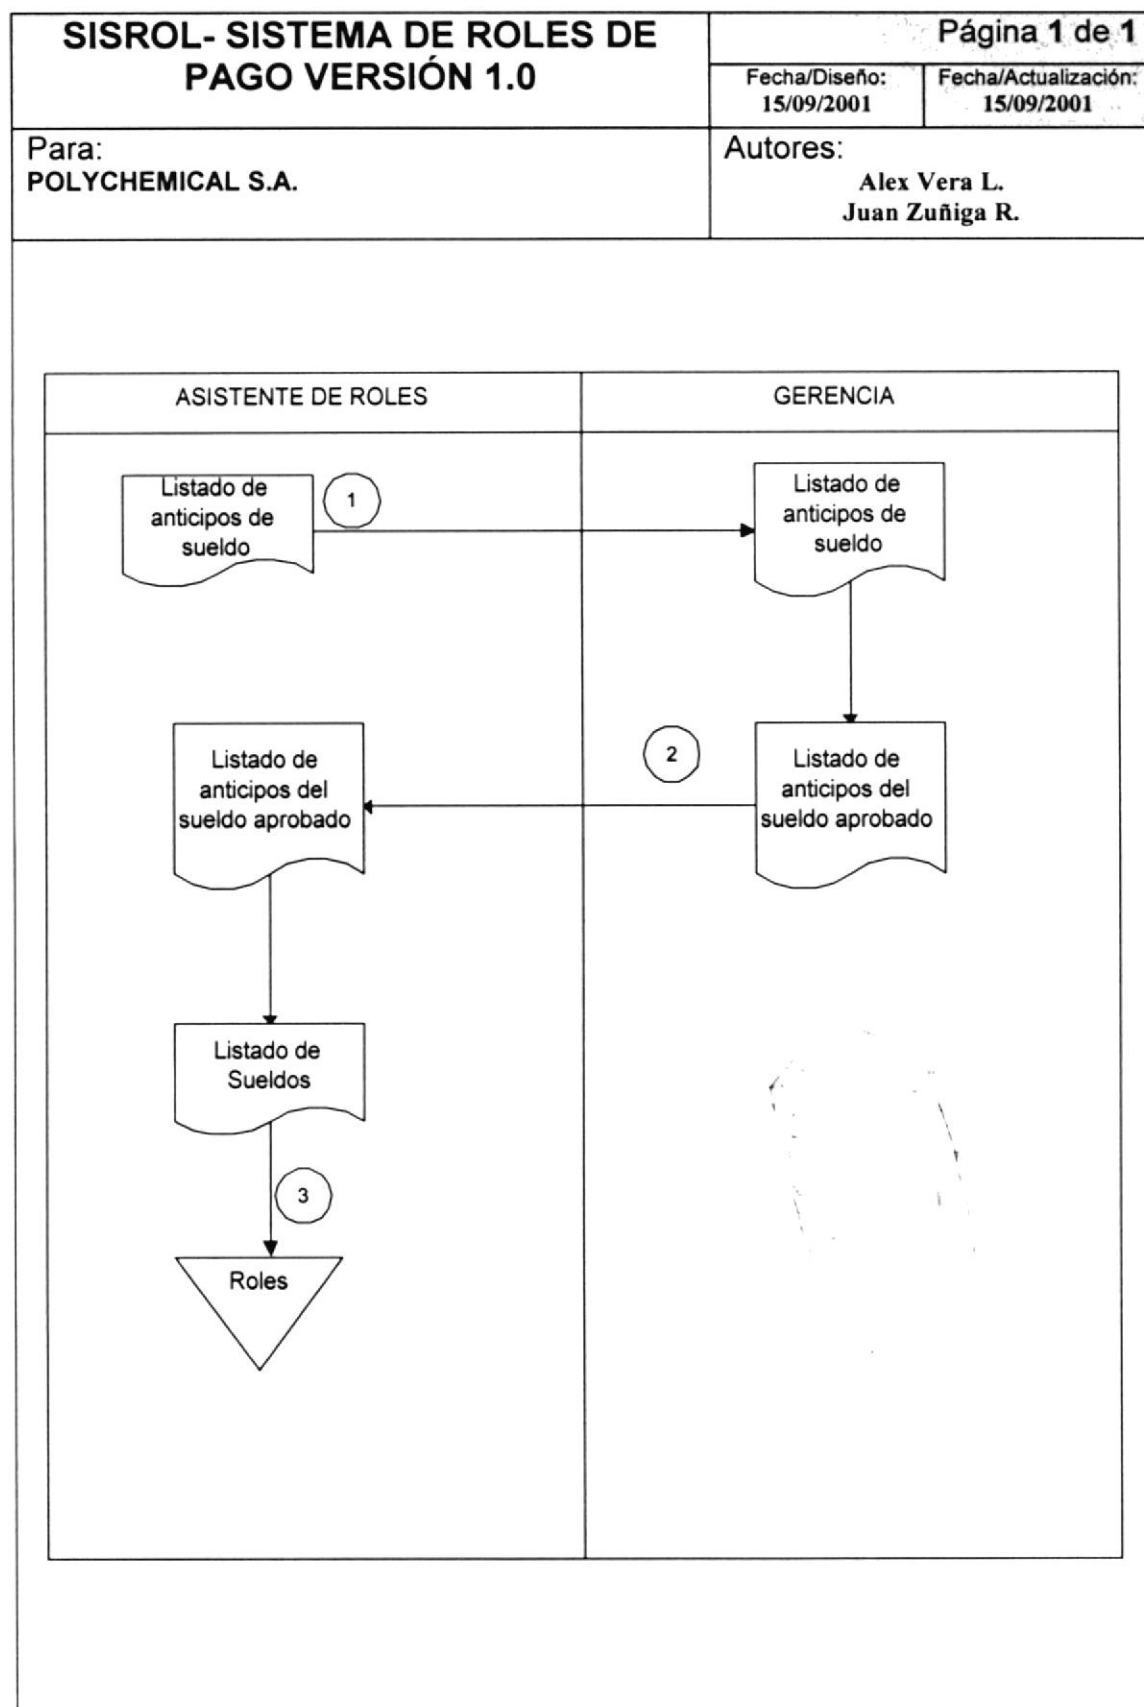 SISROL- SISTEMA DE ROLES DE
PAGO VERSIÓN 1.0
Página 1 de 1
Fecha/Diseño:
15/09/2001
Fecha/Actualización:
15/09/2001
Para:
POLYCHEMICAL S.A.
Autores:
Alex Vera L.
Juan Zuñiga R.
ASISTENTE DE ROLES
GERENCIA
Listado de
anticipos de
sueldo
1
Listado de
anticipos de
sueldo
Listado de
anticipos del
sueldo aprobado
2
Listado de
anticipos del
sueldo aprobado
Listado de
Sueldos
3
Roles